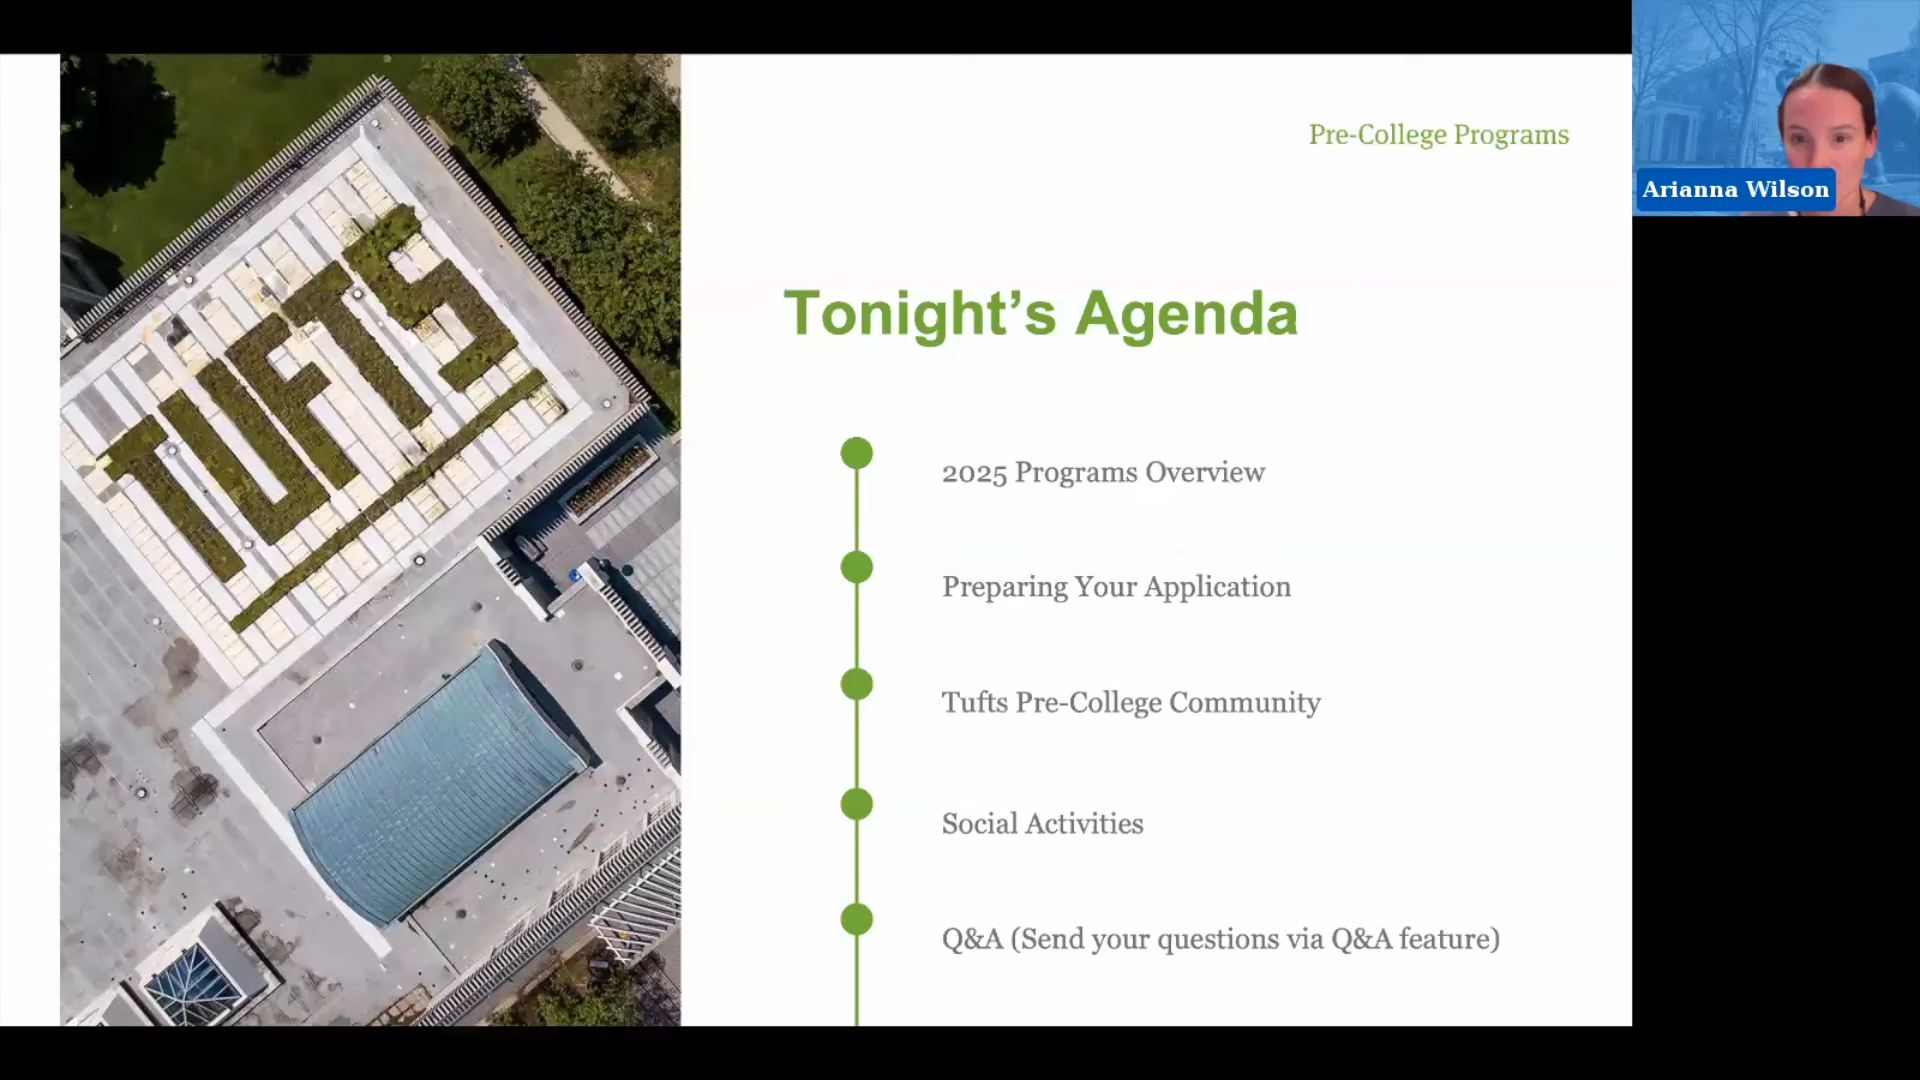 TUFTS
Pre-College Programs
Arianna Wilson
Tonight’s Agenda
2025 Programs Overview
Preparing Your Application
Tufts Pre-College Community
Social Activities
Q&A (Send your questions via Q&A feature)